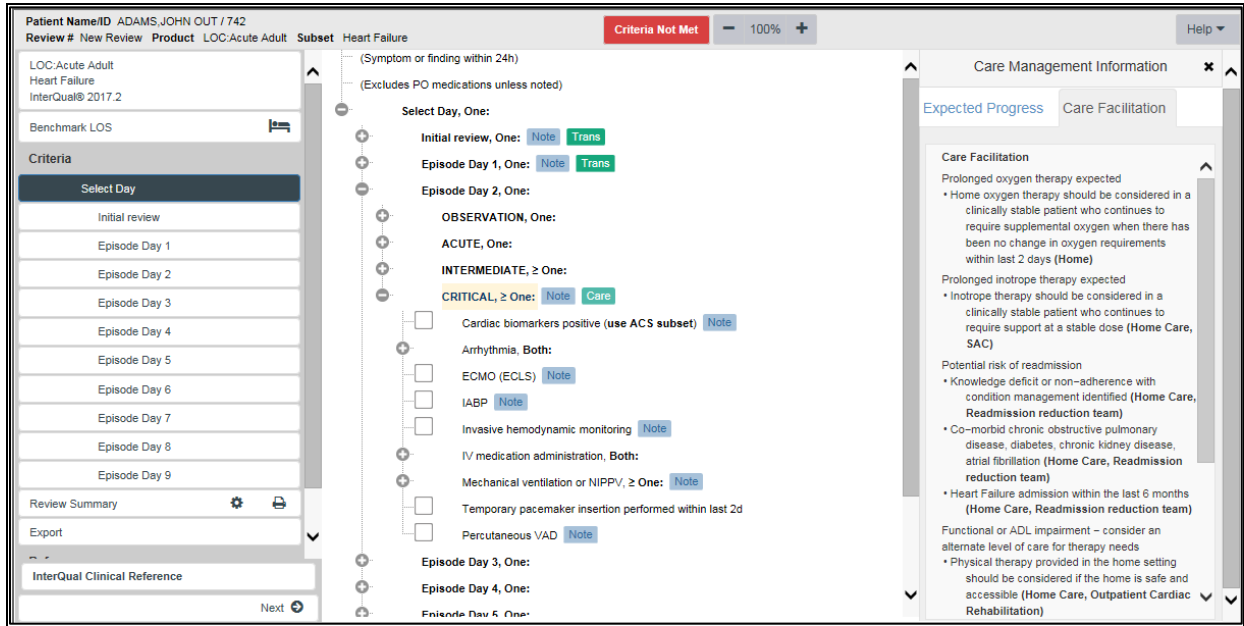 Patient Name/ID ADAMS,JOHN OUT / 742
Review # New Review Product LOC:Acute Adult Subset Heart Failure
Criteria Not Met
100%
Help
LOC:Acute Adult
Heart Failure
InterQual® 2017.2
Benchmark LOS
Criteria
Select Day
Initial review
Episode Day 1
Episode Day 2
Episode Day 3
Episode Day 4
Episode Day 5
Episode Day 6
Episode Day 7
Episode Day 8
Episode Day 9
Review Summary
Export
InterQual Clinical Reference
Next
(Symptom or finding within 24h)
(Excludes PO medications unless noted)
Select Day, One:
Initial review, One: Note Trans
Episode Day 1, One: Note Trans
Episode Day 2, One:
OBSERVATION, One:
ACUTE, One:
INTERMEDIATE, ≥ One:
CRITICAL, ≥ One: Note Care
Cardiac biomarkers positive (use ACS subset) Note
Arrhythmia, Both:
ECMO (ECLS) Note
IABP Note
Invasive hemodynamic monitoring Note
IV medication administration, Both:
Mechanical ventilation or NIPPV, ≥ One: Note
Temporary pacemaker insertion performed within last 2d
Percutaneous VAD Note
Episode Day 3, One:
Episode Day 4, One:
Episode Day 5, One:
Care Management Information
Expected Progress Care Facilitation
Care Facilitation
Prolonged oxygen therapy expected
• Home oxygen therapy should be considered in a
clinically stable patient who continues to
require supplemental oxygen when there has
been no change in oxygen requirements
within last 2 days (Home)
Prolonged inotrope therapy expected
• Inotrope therapy should be considered in a
clinically stable patient who continues to
require support at a stable dose (Home Care,
SAC)
Potential risk of readmission
• Knowledge deficit or non–adherence with
condition management identified (Home Care,
Readmission reduction team)
• Co–morbid chronic obstructive pulmonary
disease, diabetes, chronic kidney disease,
atrial fibrillation (Home Care, Readmission
reduction team)
• Heart Failure admission within the last 6 months
(Home Care, Readmission reduction team)
Functional or ADL impairment – consider an
alternate level of care for therapy needs
• Physical therapy provided in the home setting
should be considered if the home is safe and
accessible (Home Care, Outpatient Cardiac
Rehabilitation)